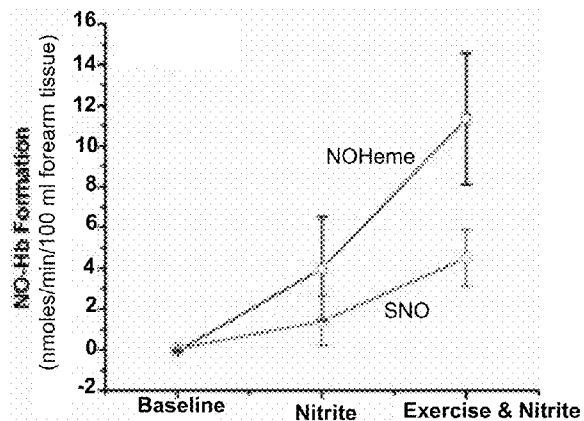 NO-Hb Formation
(nmoles/min/100 ml forearm tissue)
16
14
12
10
8
6
4
2
0
-2
NOHeme
SNO
Baseline
Nitrite
Exercise & Nitrite